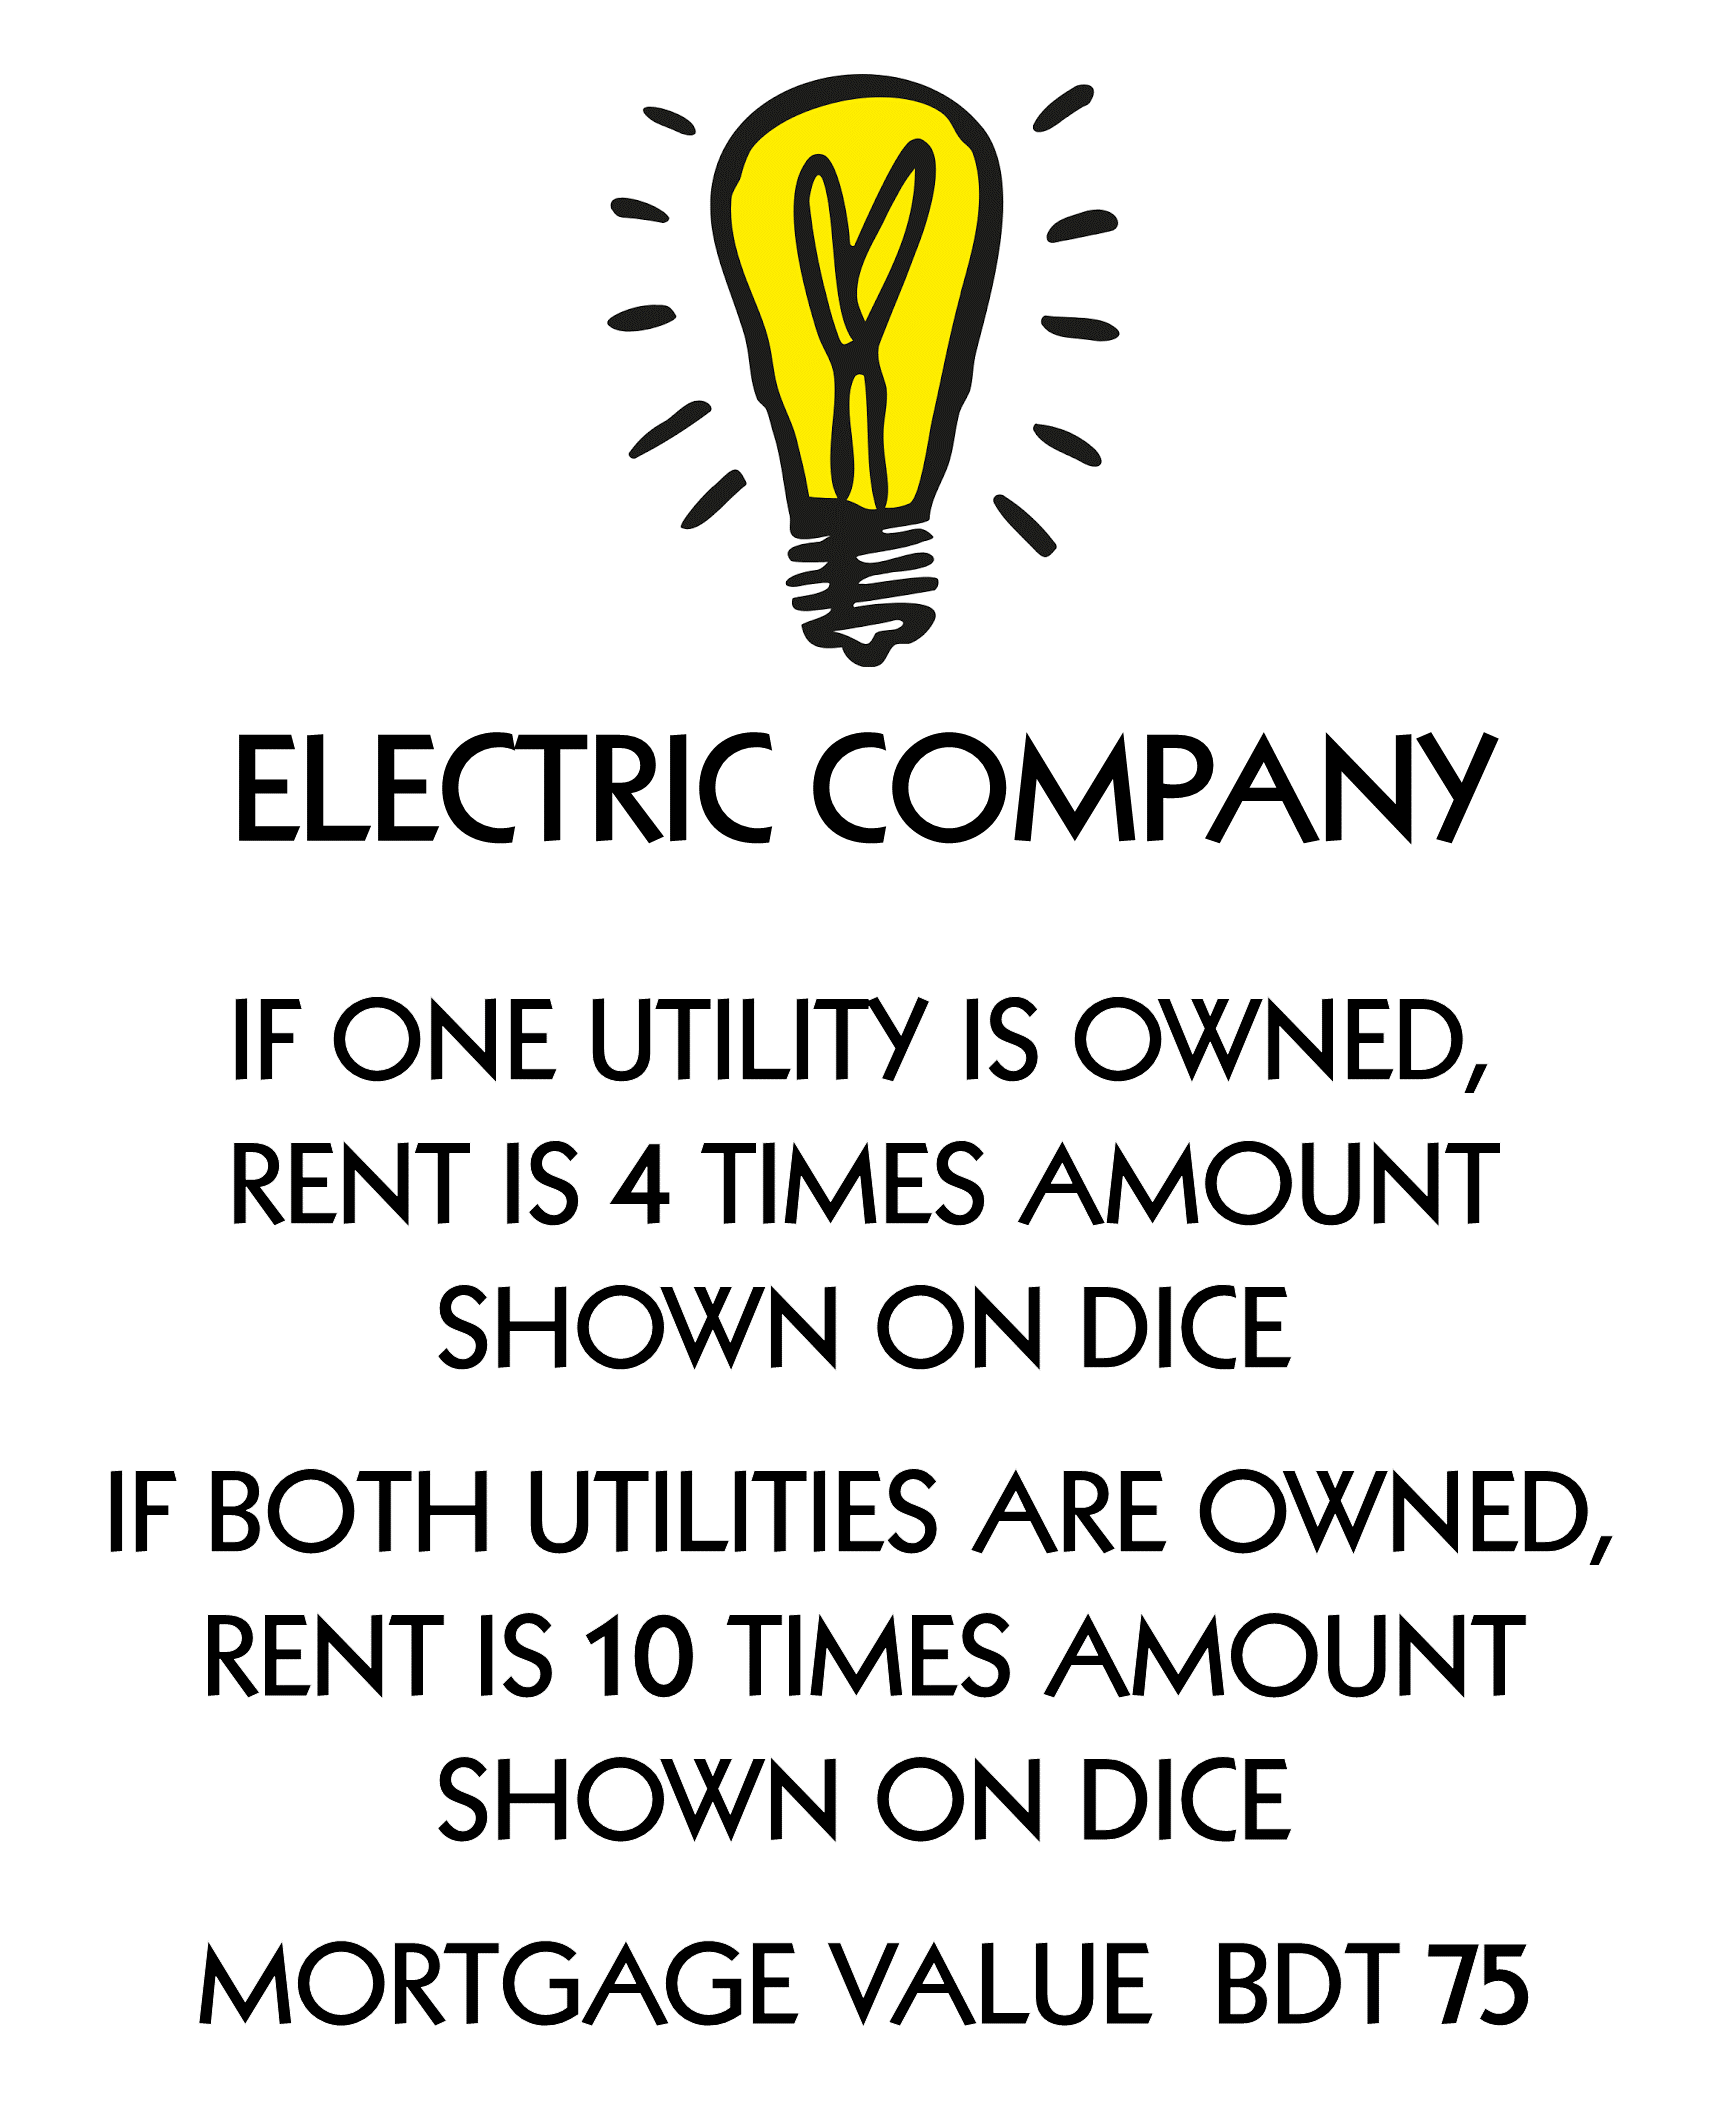 ELECTRIC COMPANY
IF ONE UTILITY IS OWNED,
RENT IS 4 TIMES AMOUNT
SHOWN ON DICE
IF BOTH UTILITIES ARE OWNED,
RENT IS 10 TIMES AMOUNT
SHOWN ON DICE
MORTGAGE VALUE BDT 75